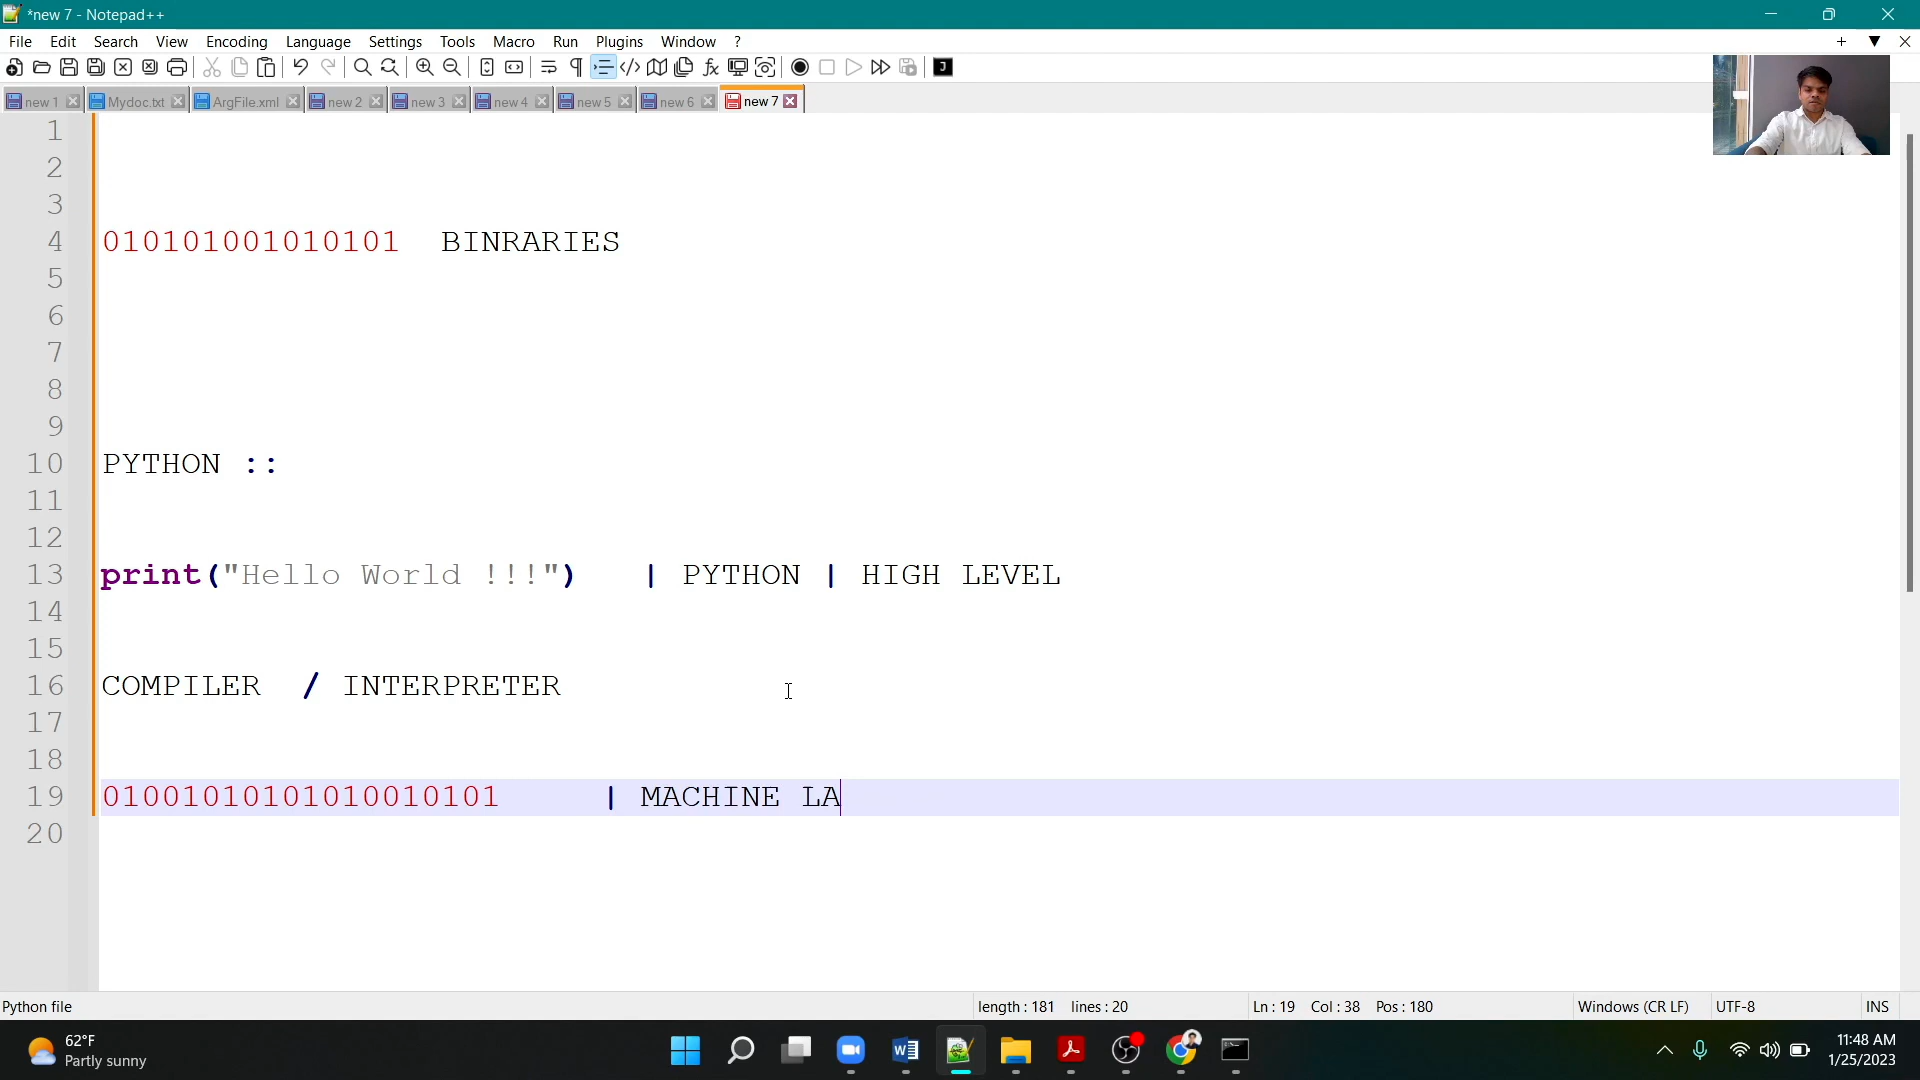 *new 7 - Notepad++
File Edit Search View Encoding Language Settings Tools Macro Run Plugins Window ?
new 1 Mydoc.txt ArgFile.xml new 2 new 3 new 4 new 5 new 6 new 7
1
2
3
4 010101001010101 BINRARIES
5
6
7
8
9
10 PYTHON ::
11
12
13 print("Hello World !!!") | PYTHON | HIGH LEVEL
14
15
16 COMPILER / INTERPRETER
17
18
19 01001010101010010101 | MACHINE LA
20
Python file length : 181 lines : 20 Ln : 19 Col : 38 Pos : 180 Windows (CR LF) UTF-8 INS
62°F
Partly sunny
11:48 AM
1/25/2023